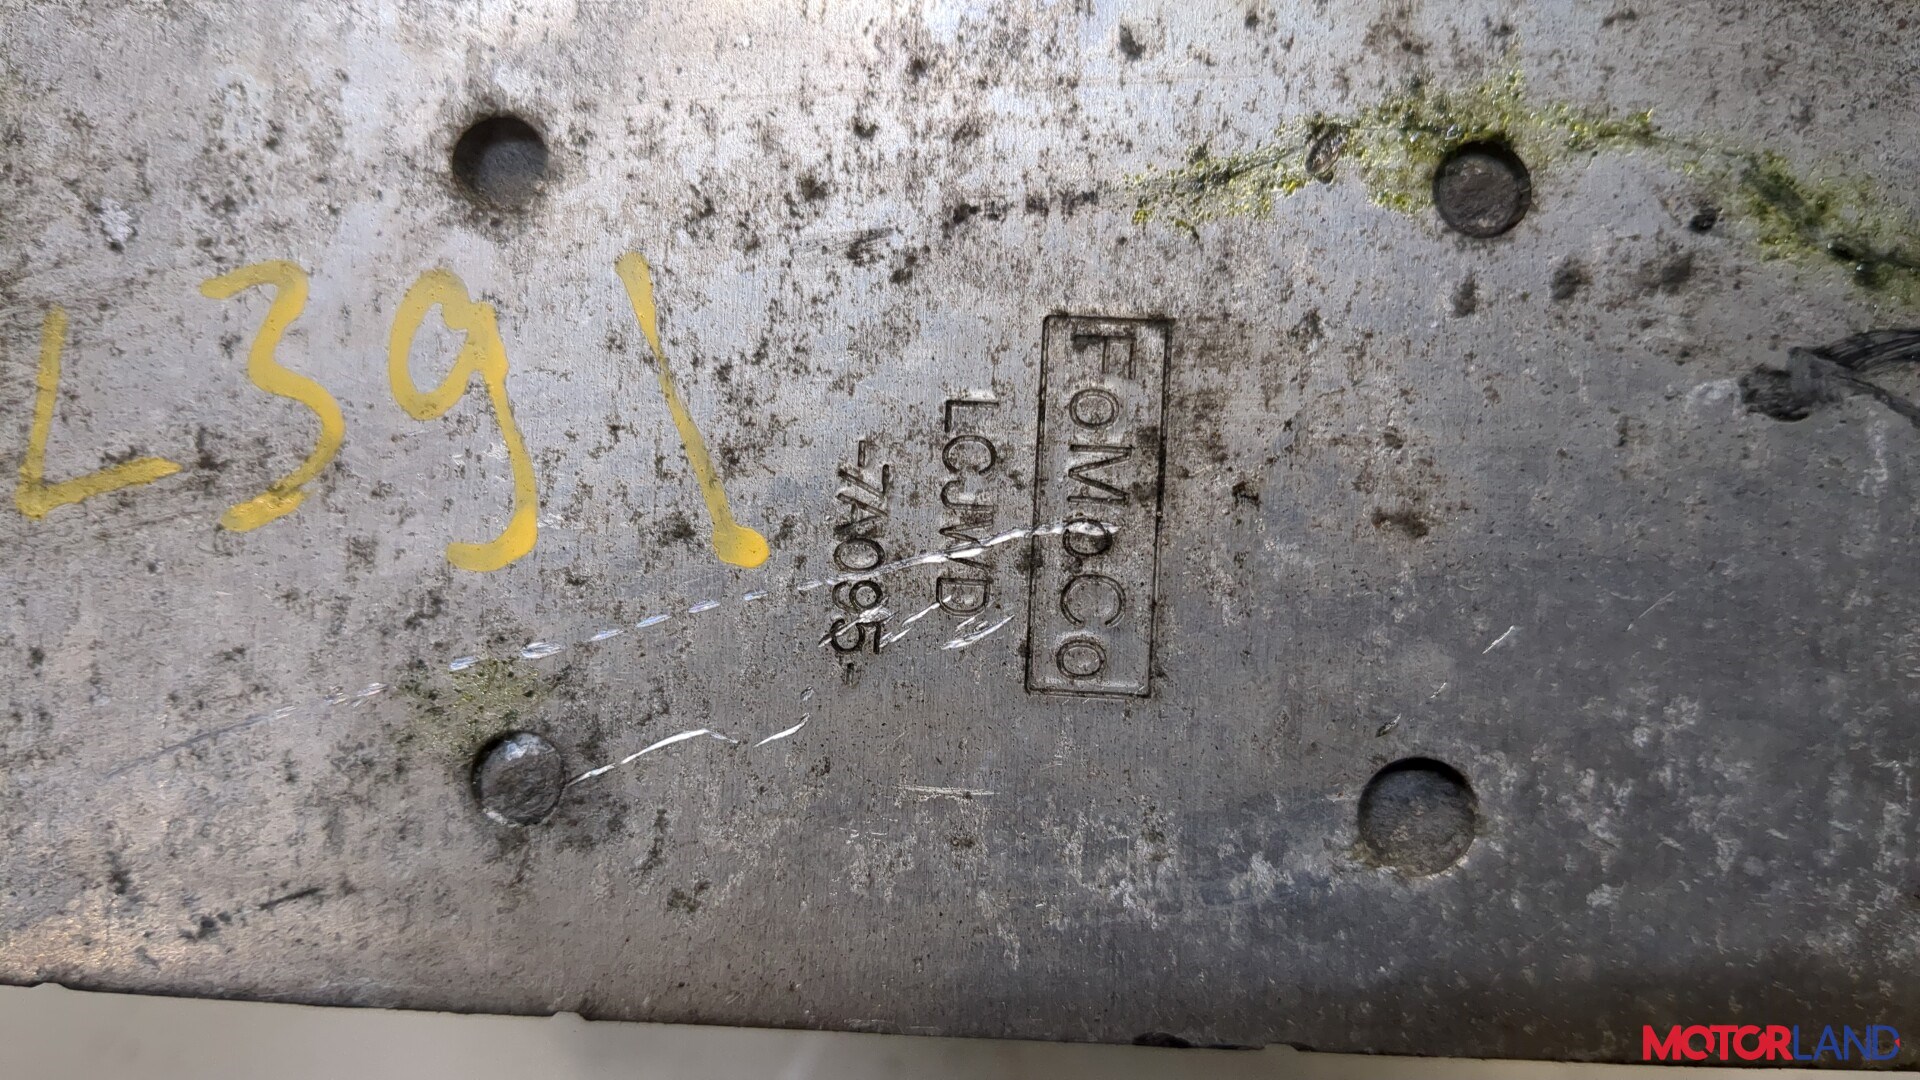 L391
FoMoCo
LCJWD
-7A095-
MOTORLAND